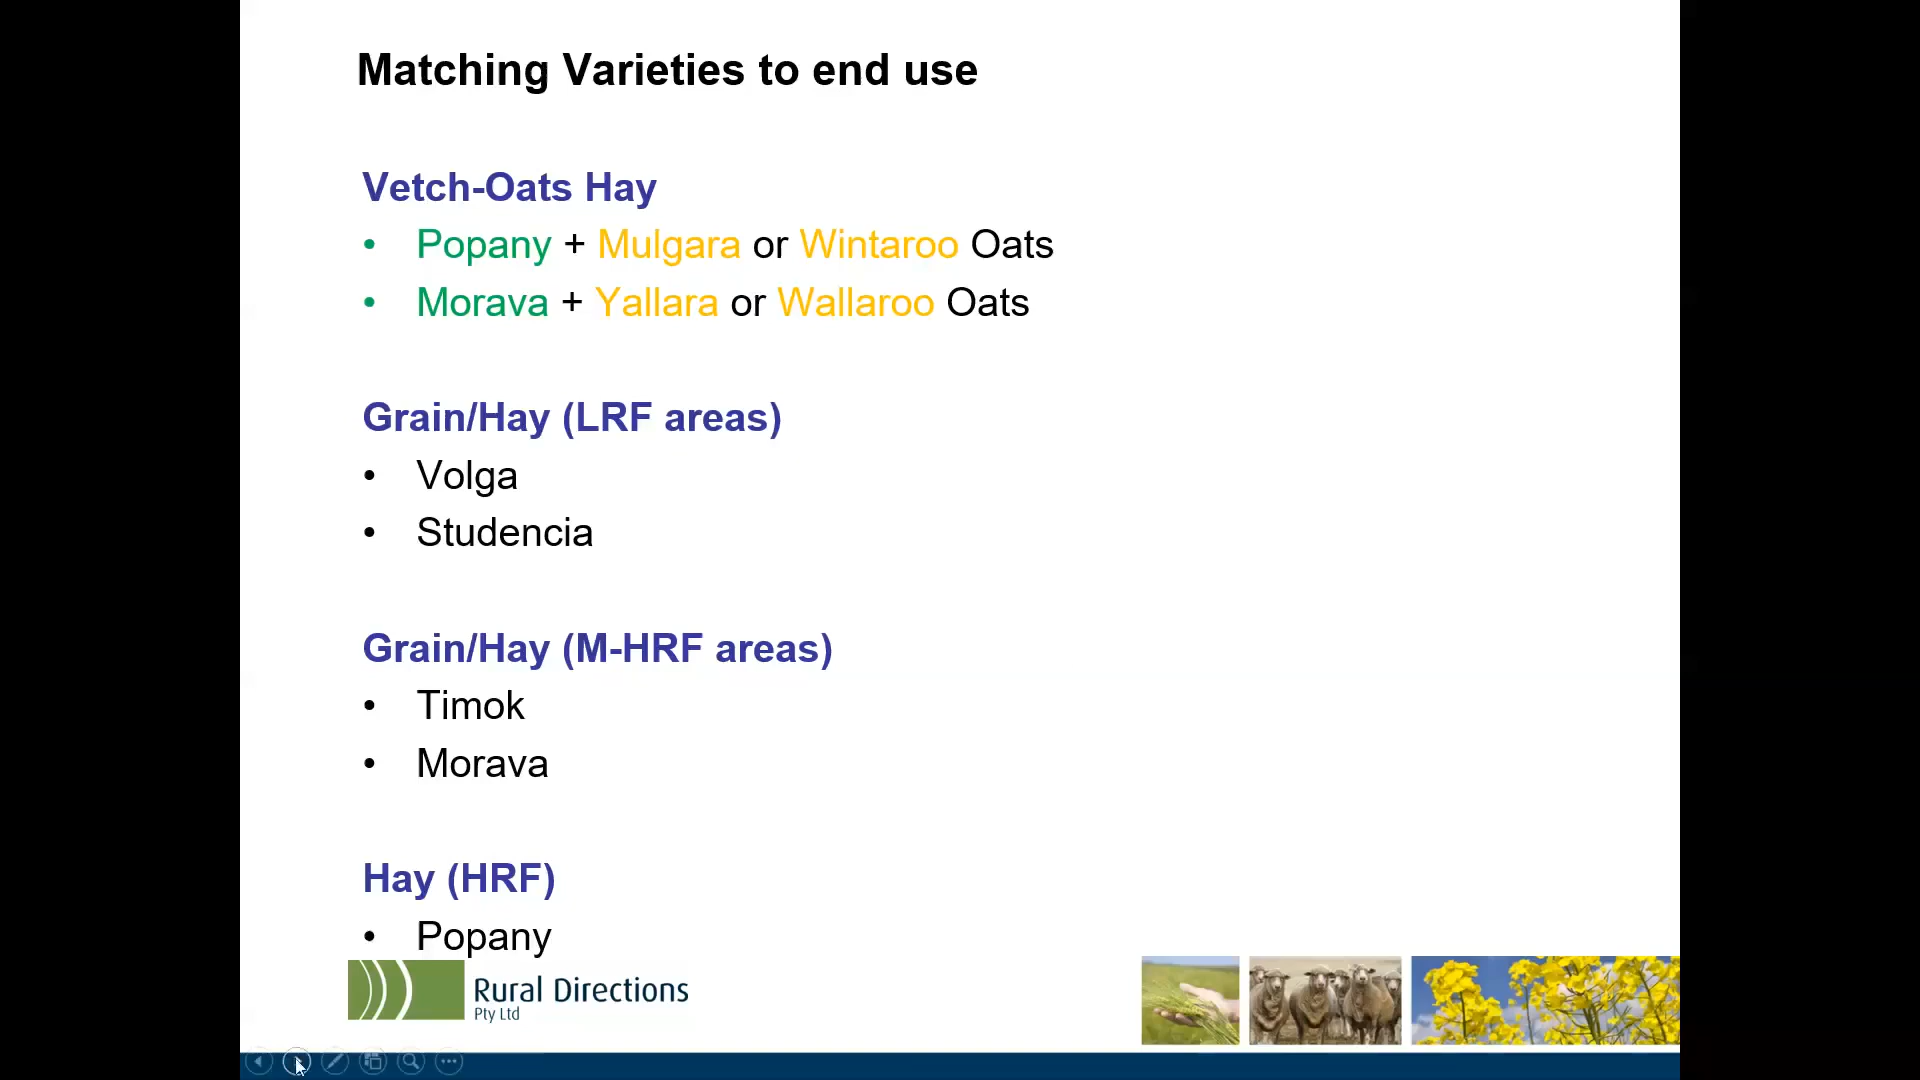 Matching Varieties to end use
Vetch-Oats Hay
• Popany + Mulgara or Wintaroo Oats
• Morava + Yallara or Wallaroo Oats
Grain/Hay (LRF areas)
• Volga
• Studencia
Grain/Hay (M-HRF areas)
• Timok
• Morava
Hay (HRF)
• Popany
Rural Directions
Pty Ltd